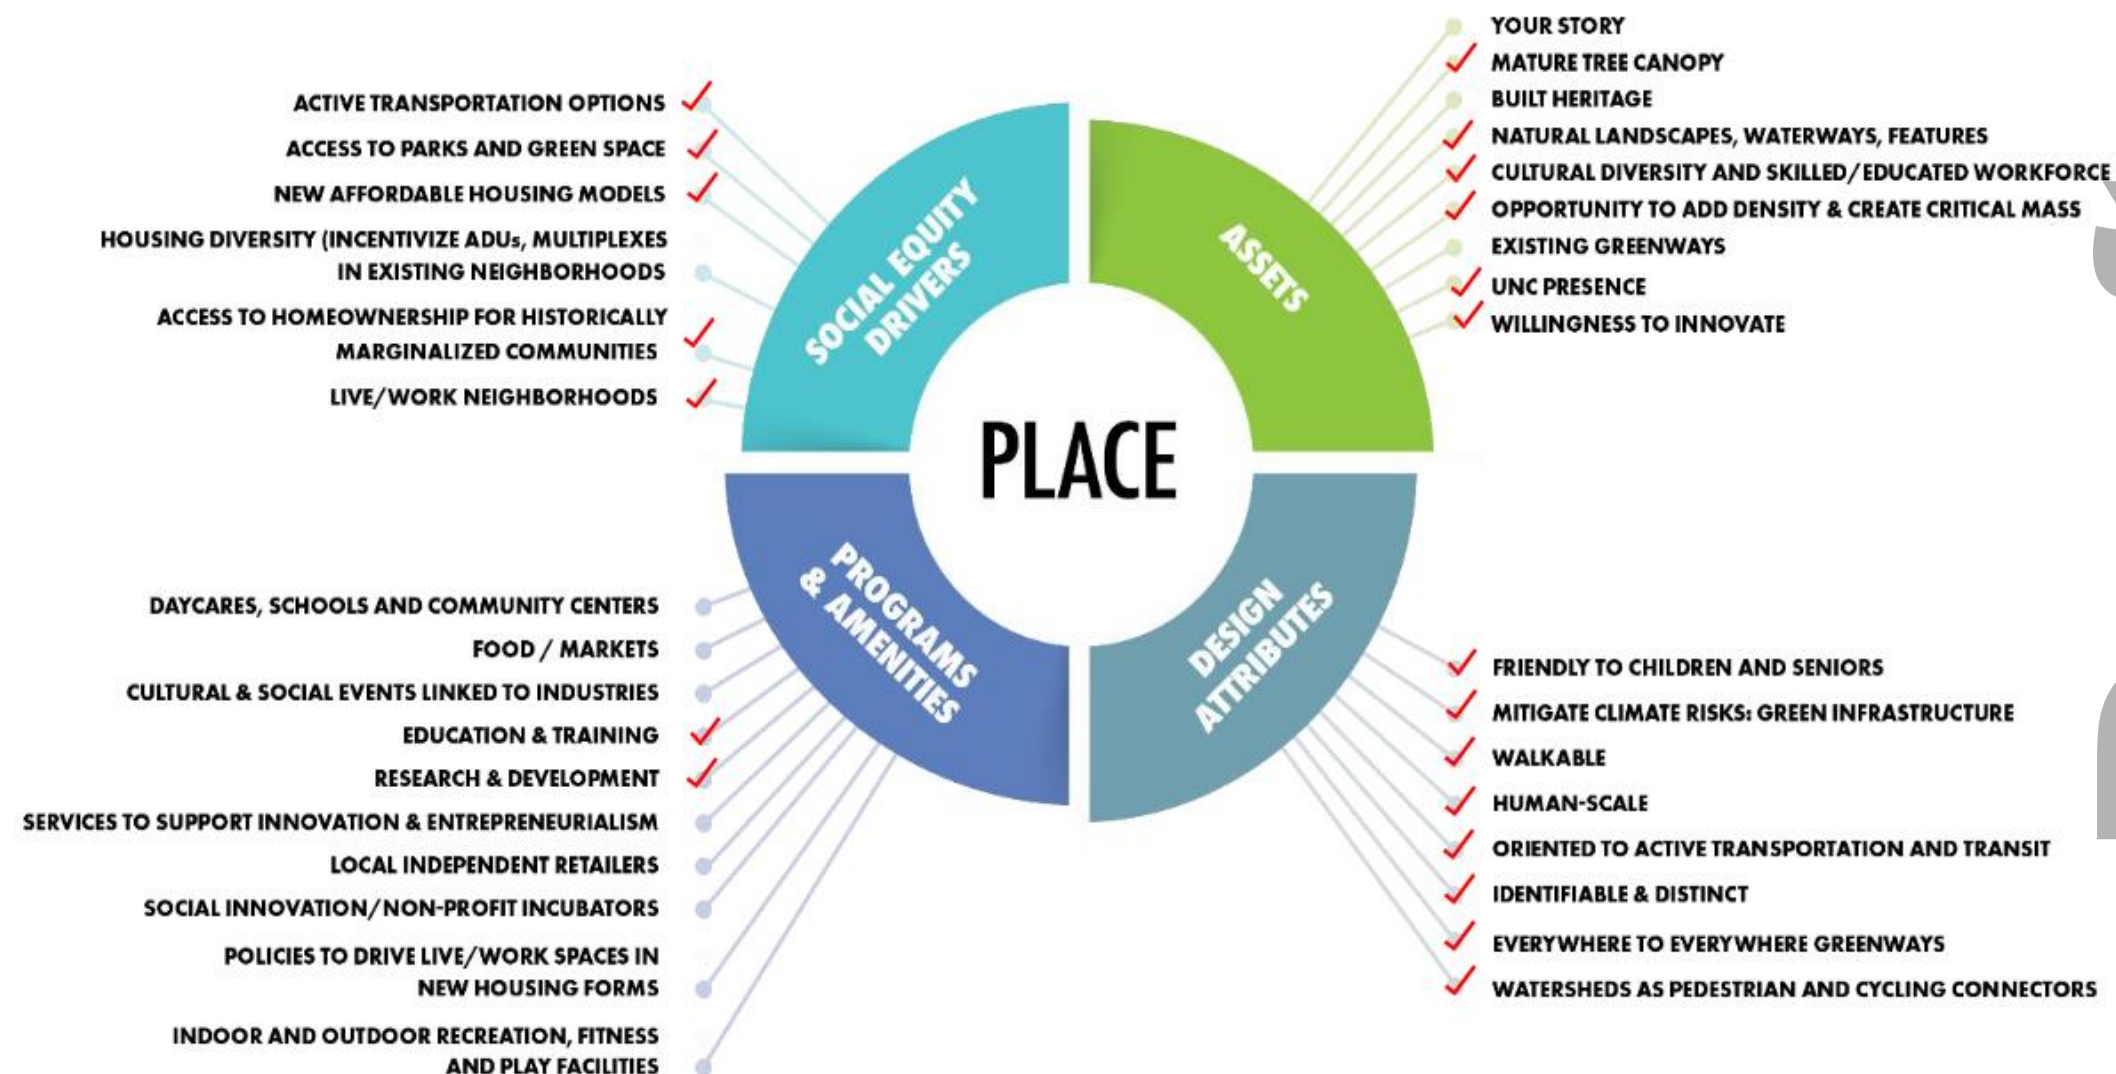 ACTIVE TRANSPORTATION OPTIONS
ACCESS TO PARKS AND GREEN SPACE
NEW AFFORDABLE HOUSING MODELS
HOUSING DIVERSITY (INCENTIVIZE ADUs, MULTIPLEXES
IN EXISTING NEIGHBORHOODS
ACCESS TO HOMEOWNERSHIP FOR HISTORICALLY
MARGINALIZED COMMUNITIES
LIVE/WORK NEIGHBORHOODS
SOCIAL EQUITY
DRIVERS
YOUR STORY
MATURE TREE CANOPY
BUILT HERITAGE
NATURAL LANDSCAPES, WATERWAYS, FEATURES
CULTURAL DIVERSITY AND SKILLED/EDUCATED WORKFORCE
OPPORTUNITY TO ADD DENSITY & CREATE CRITICAL MASS
EXISTING GREENWAYS
UNC PRESENCE
WILLINGNESS TO INNOVATE
ASSETS
PLACE
DAYCARES, SCHOOLS AND COMMUNITY CENTERS
FOOD / MARKETS
CULTURAL & SOCIAL EVENTS LINKED TO INDUSTRIES
EDUCATION & TRAINING
RESEARCH & DEVELOPMENT
SERVICES TO SUPPORT INNOVATION & ENTREPRENEURIALISM
LOCAL INDEPENDENT RETAILERS
SOCIAL INNOVATION/NON-PROFIT INCUBATORS
POLICIES TO DRIVE LIVE/WORK SPACES IN
NEW HOUSING FORMS
INDOOR AND OUTDOOR RECREATION, FITNESS
AND PLAY FACILITIES
PROGRAMS
& AMENITIES
DESIGN
ATTRIBUTES
FRIENDLY TO CHILDREN AND SENIORS
MITIGATE CLIMATE RISKS: GREEN INFRASTRUCTURE
WALKABLE
HUMAN-SCALE
ORIENTED TO ACTIVE TRANSPORTATION AND TRANSIT
IDENTIFIABLE & DISTINCT
EVERYWHERE TO EVERYWHERE GREENWAYS
WATERSHEDS AS PEDESTRIAN AND CYCLING CONNECTORS